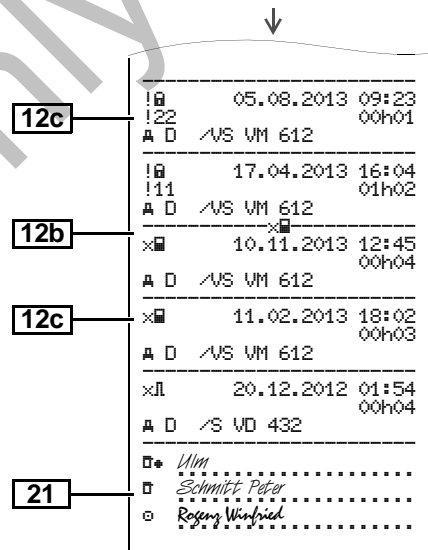 !🔒 05.08.2013 09:23
12c
!22 00h01
A D /VS VM 612
!🔒 17.04.2013 16:04
!11 01h02
A D /VS VM 612
12b
x
x 10.11.2013 12:45
00h04
A D /VS VM 612
12c
x 11.02.2013 18:02
00h03
A D /VS VM 612
x 20.12.2012 01:54
00h04
A D /S VD 432
Ulm
21
Schmitt Peter
Rogenz Winfried